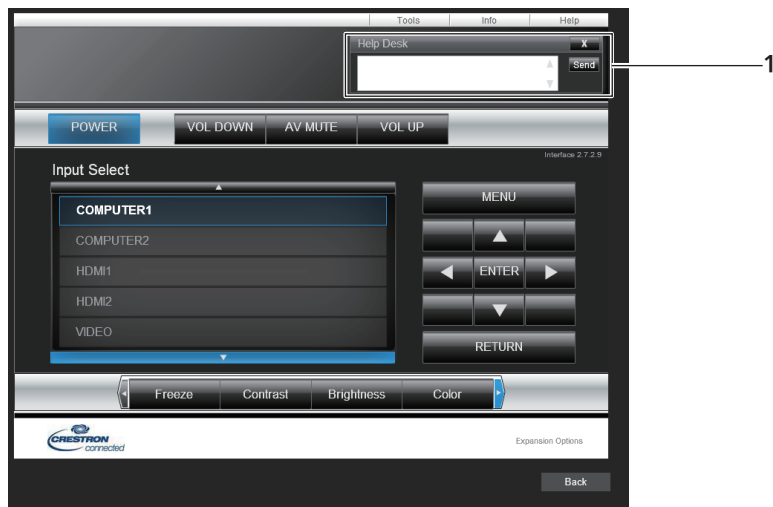 Tools Info Help
Help Desk X
Send
1
POWER VOL DOWN AV MUTE VOL UP
Interface 2.7.2.9
Input Select
COMPUTER1
COMPUTER2
HDMI1
HDMI2
VIDEO
MENU
ENTER
RETURN
Freeze Contrast Brightness Color
CRESTRON
connected
Expansion Options
Back